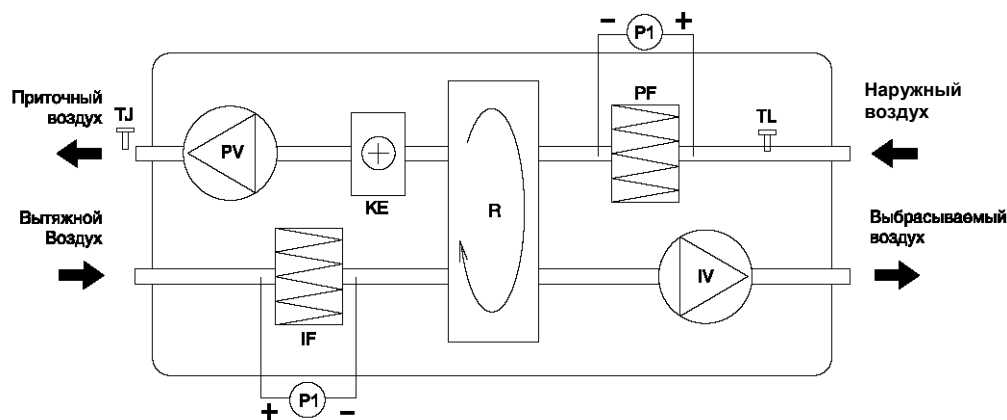 − P1 +
Приточный
воздух
TJ
PV
KE
R
PF
TL
Наружный
воздух
Вытяжной
Воздух
IF
IV
Выбрасываемый
воздух
+ P1 −